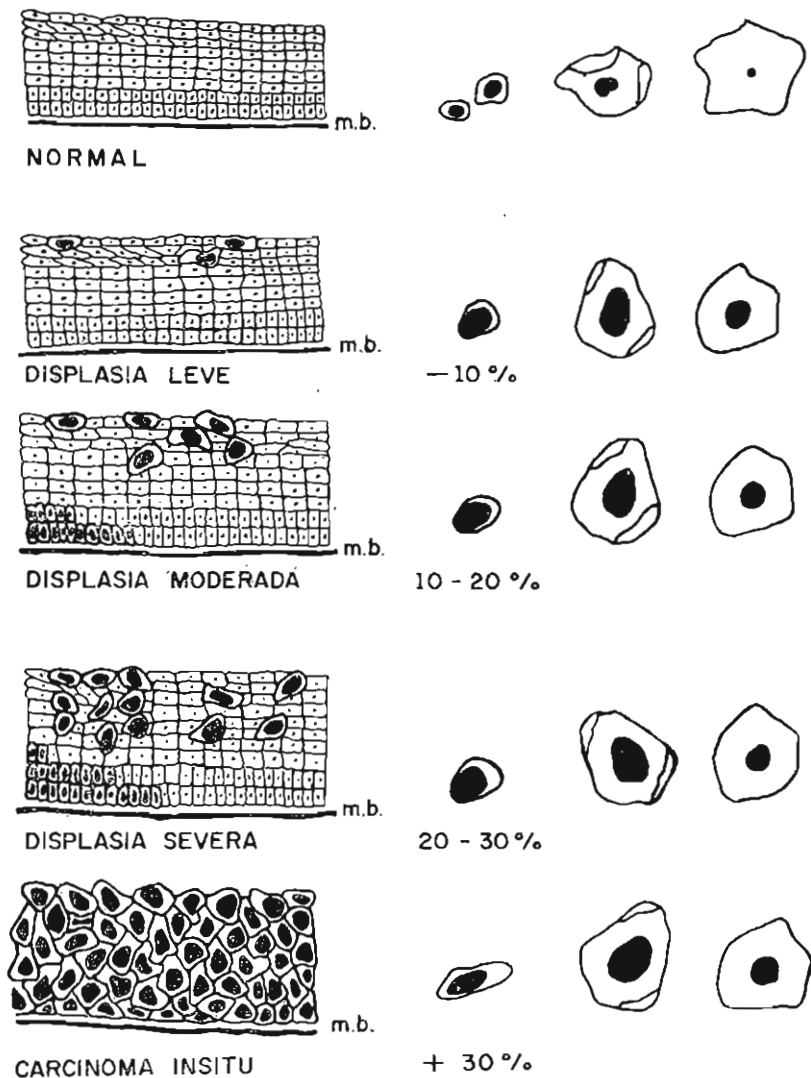 m.b.
NORMAL
m.b.
DISPLASIA LEVE
—10 %
m.b.
DISPLASIA MODERADA
10 - 20 %
m.b.
DISPLASIA SEVERA
20 - 30 %
m.b.
CARCINOMA INSITU
+ 30 %